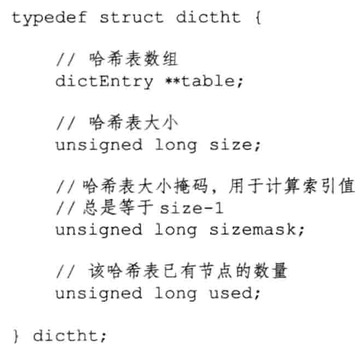 typedef struct dictht {
// 哈希表数组
dictEntry **table;
// 哈希表大小
unsigned long size;
// 哈希表大小掩码，用于计算索引值
// 总是等于 size-1
unsigned long sizemask;
// 该哈希表已有节点的数量
unsigned long used;
} dictht;